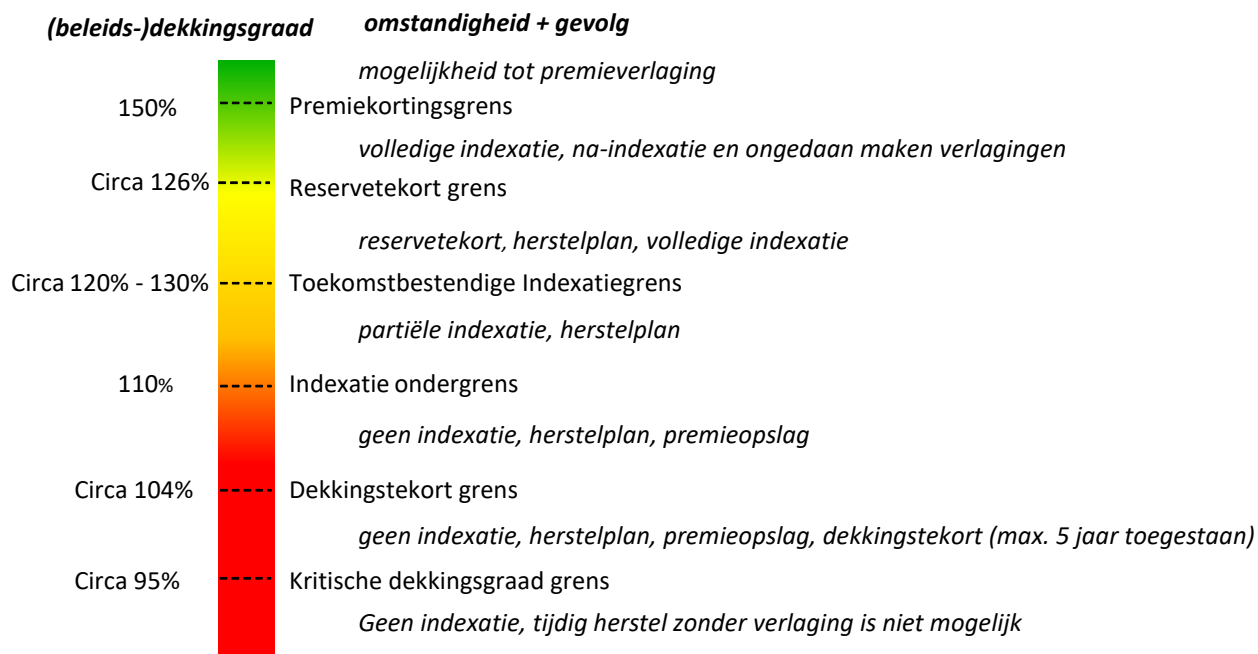 (beleids-)dekkingsgraad omstandigheid + gevolg
mogelijkheid tot premieverlaging
150% Premiekortingsgrens
volledige indexatie, na-indexatie en ongedaan maken verlagingen
Circa 126% Reservetekort grens
reservetekort, herstelplan, volledige indexatie
Circa 120% - 130% Toekomstbestendige Indexatiegrens
partiële indexatie, herstelplan
110% Indexatie ondergrens
geen indexatie, herstelplan, premieopslag
Circa 104% Dekkingstekort grens
geen indexatie, herstelplan, premieopslag, dekkingstekort (max. 5 jaar toegestaan)
Circa 95% Kritische dekkingsgraad grens
Geen indexatie, tijdig herstel zonder verlaging is niet mogelijk